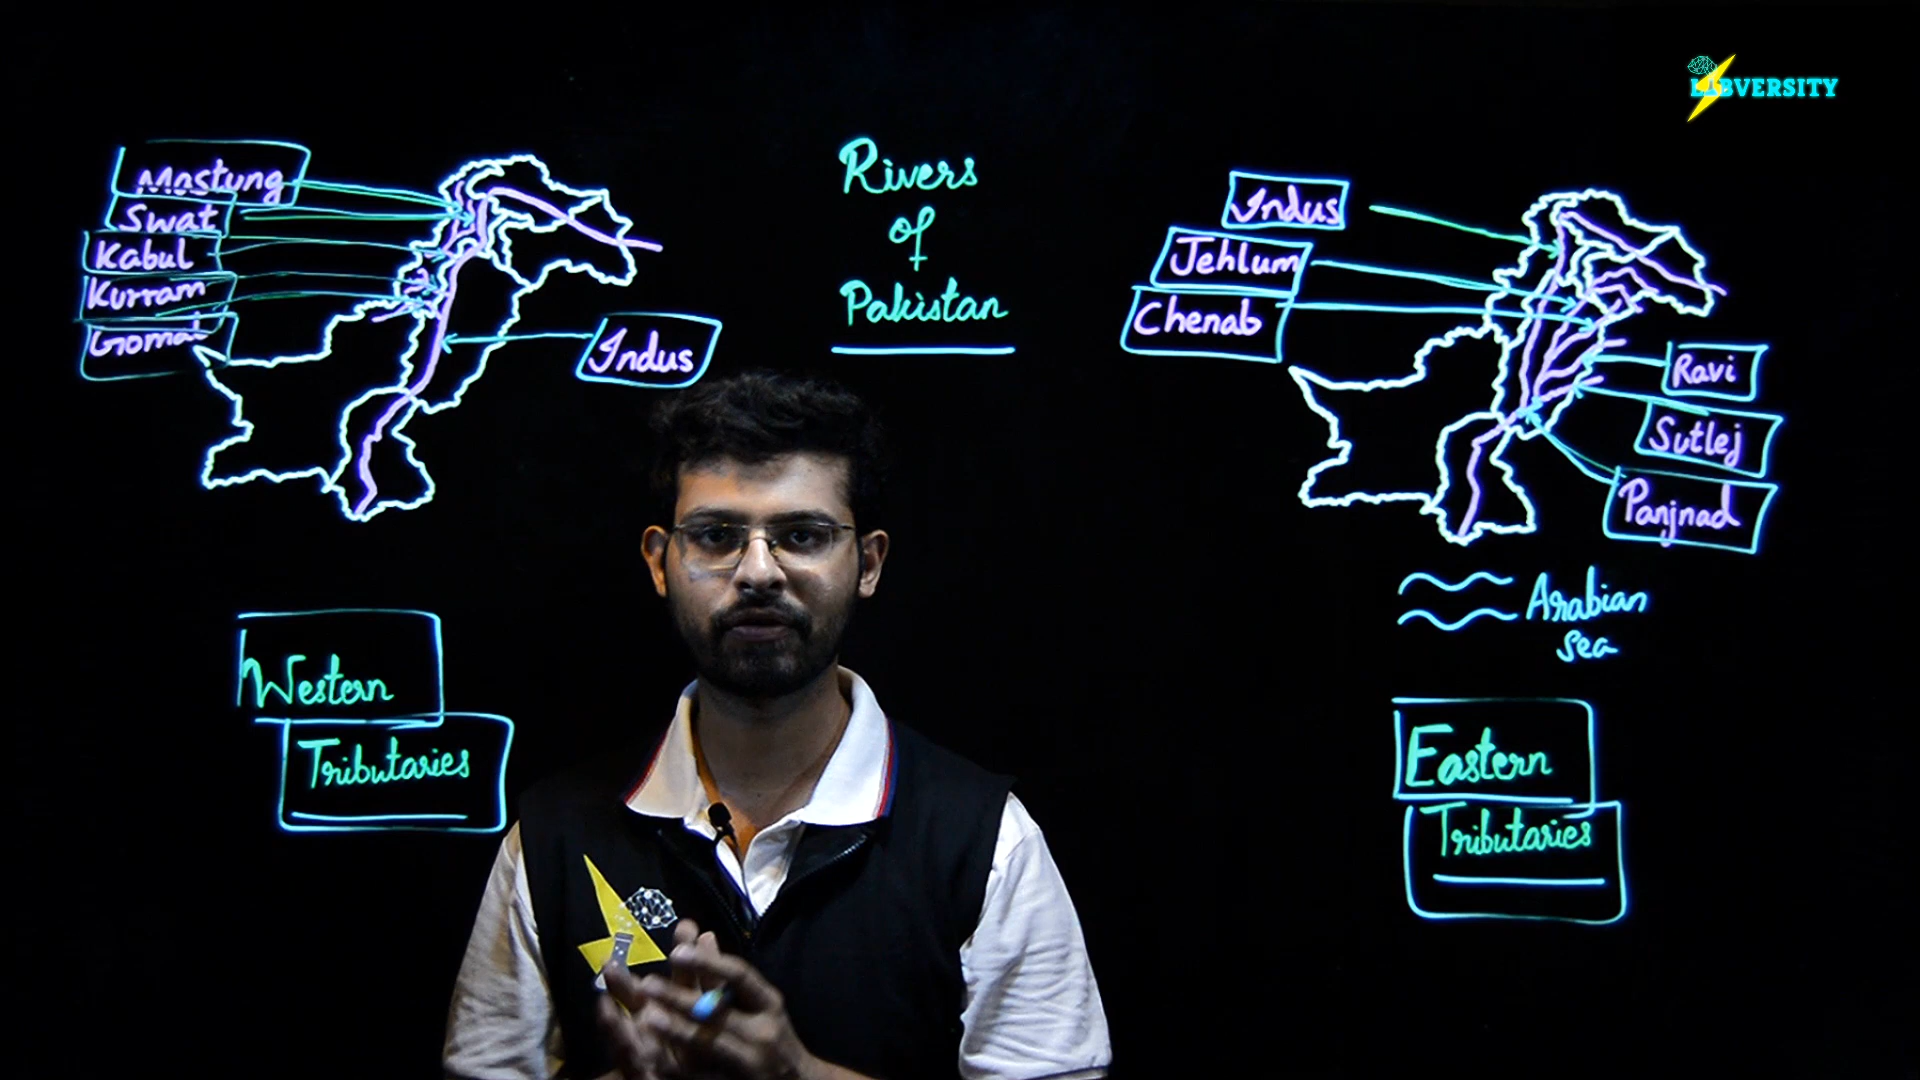 LABVERSITY
Rivers
of
Pakistan
Mastung
Swat
Kabul
Kurram
Gomal
Indus
Western
Tributaries
Indus
Jehlum
Chenab
Ravi
Sutlej
Panjnad
Arabian
Sea
Eastern
Tributaries